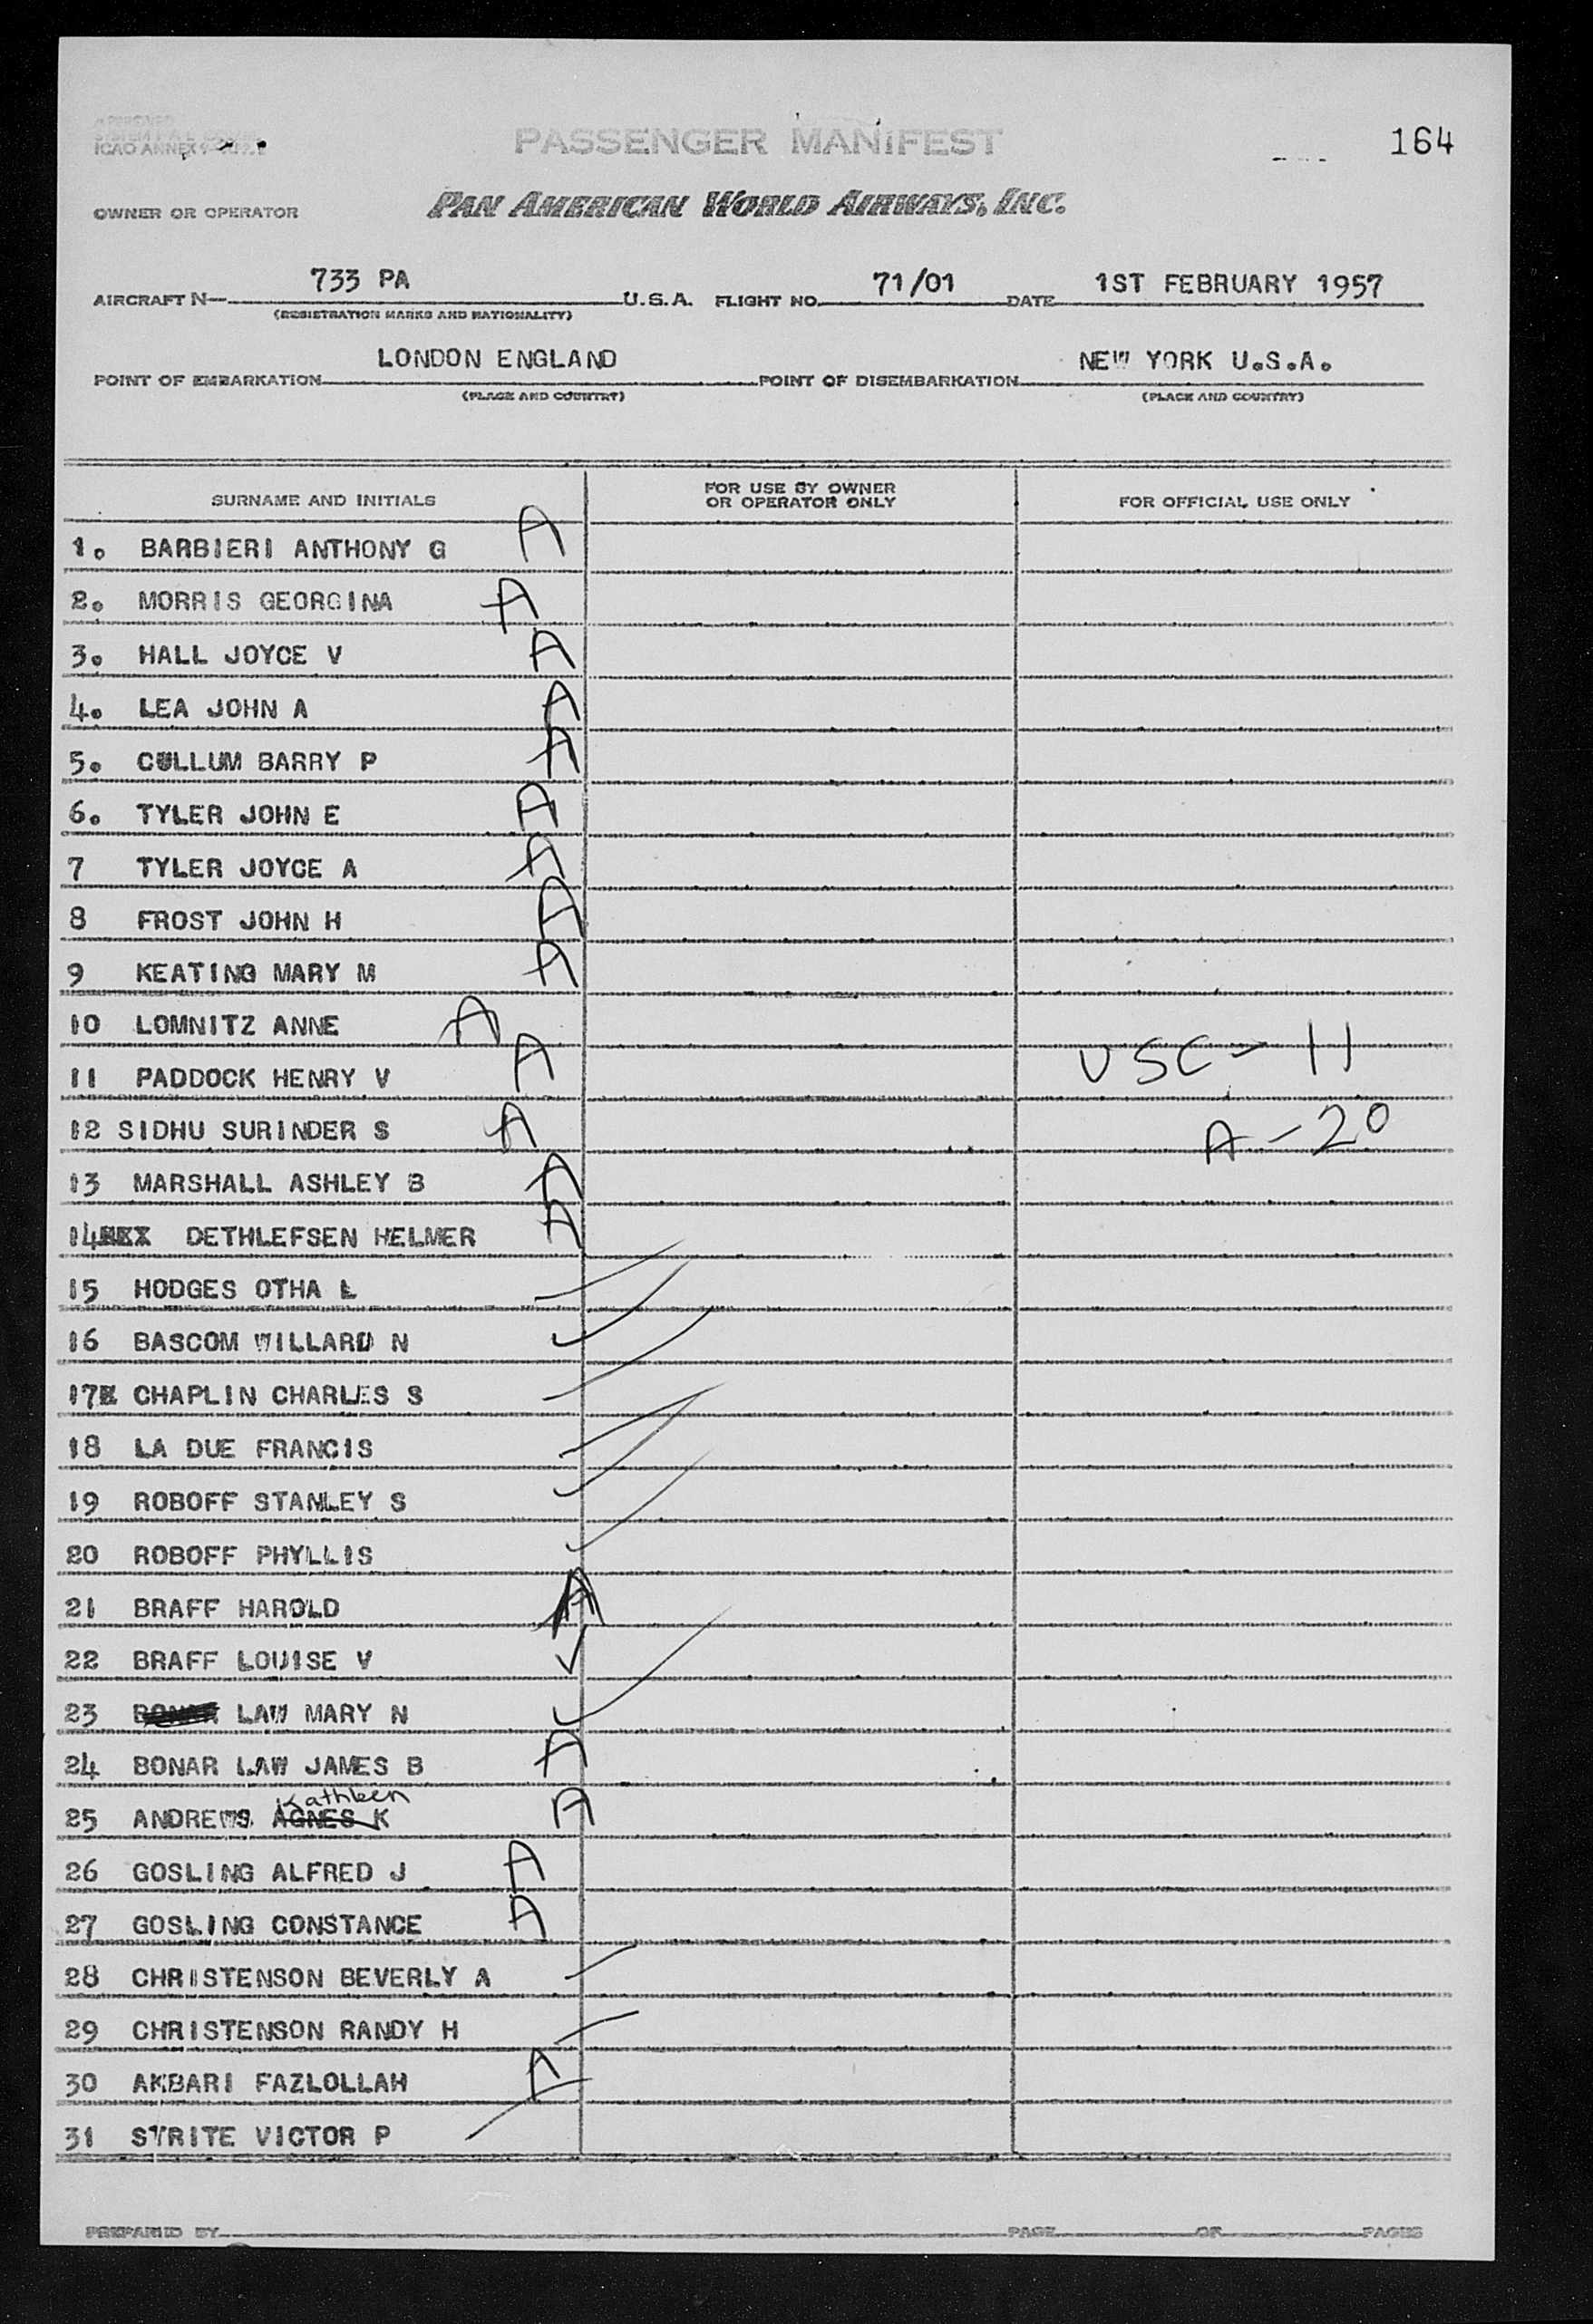 ICAO ANNEX 9
PASSENGER MANIFEST
164
OWNER OR OPERATOR
PAN AMERICAN WORLD AIRWAYS, INC.
AIRCRAFT N— 733 PA U.S.A. FLIGHT NO. 71/01 DATE 1ST FEBRUARY 1957
(REGISTRATION MARKS AND NATIONALITY)
POINT OF EMBARKATION LONDON ENGLAND POINT OF DISEMBARKATION NEW YORK U.S.A.
(PLACE AND COUNTRY) (PLACE AND COUNTRY)
SURNAME AND INITIALS
FOR USE BY OWNER
OR OPERATOR ONLY
FOR OFFICIAL USE ONLY
1. BARBIERI ANTHONY G A
2. MORRIS GEORGINA A
3. HALL JOYCE V A
4. LEA JOHN A A
5. CULLUM BARRY P A
6. TYLER JOHN E A
7 TYLER JOYCE A A
8 FROST JOHN H A
9 KEATING MARY M A
10 LOMNITZ ANNE A
11 PADDOCK HENRY V A USC - 11
12 SIDHU SURINDER S A A - 20
13 MARSHALL ASHLEY B A
14 DETHLEFSEN HELMER A
15 HODGES OTHA L
16 BASCOM WILLARD N ✓
17 CHAPLIN CHARLES S
18 LA DUE FRANCIS
19 ROBOFF STANLEY S ✓
20 ROBOFF PHYLLIS ✓
21 BRAFF HAROLD A
22 BRAFF LOUISE V ✓
23 BONAR LAW MARY N ✓
24 BONAR LAW JAMES B A
Kathleen
25 ANDREWS AGNES K A
26 GOSLING ALFRED J A
27 GOSLING CONSTANCE A
28 CHRISTENSON BEVERLY A
29 CHRISTENSON RANDY H
30 AKBARI FAZLOLLAH A
31 STRITE VICTOR P
PREPARED BY PAGE OF PAGES